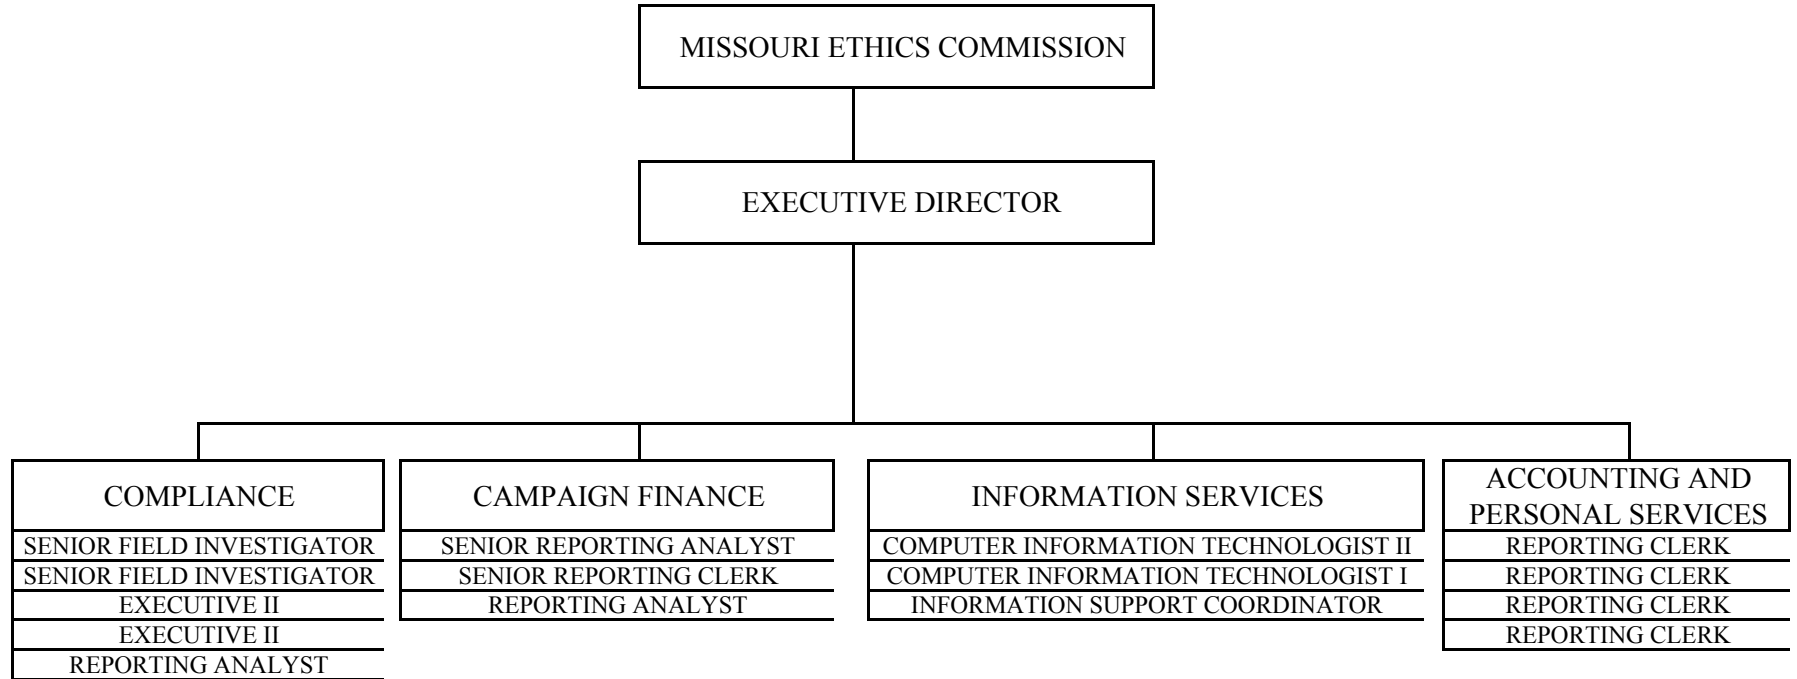 MISSOURI ETHICS COMMISSION
EXECUTIVE DIRECTOR
COMPLIANCE
SENIOR FIELD INVESTIGATOR
SENIOR FIELD INVESTIGATOR
EXECUTIVE II
EXECUTIVE II
REPORTING ANALYST
CAMPAIGN FINANCE
SENIOR REPORTING ANALYST
SENIOR REPORTING CLERK
REPORTING ANALYST
INFORMATION SERVICES
COMPUTER INFORMATION TECHNOLOGIST II
COMPUTER INFORMATION TECHNOLOGIST I
INFORMATION SUPPORT COORDINATOR
ACCOUNTING AND
PERSONAL SERVICES
REPORTING CLERK
REPORTING CLERK
REPORTING CLERK
REPORTING CLERK